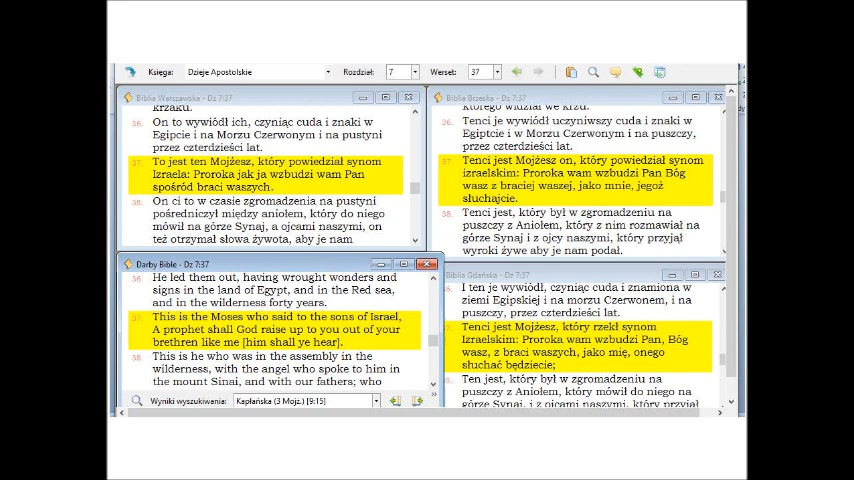 Księga: Dzieje Apostolskie Rozdział: 7 Werset: 37
Biblia Warszawska - Dz 7:37
krzaku.
36. On to wywiódł ich, czyniąc cuda i znaki w
Egipcie i na Morzu Czerwonym i na pustyni
przez czterdzieści lat.
37. To jest ten Mojżesz, który powiedział synom
Izraela: Proroka jak ja wzbudzi wam Pan
spośród braci waszych.
38. On ci to w czasie zgromadzenia na pustyni
pośredniczył między aniołem, który do niego
mówił na górze Synaj, a ojcami naszymi, on
też otrzymał słowa żywota, aby je nam
Biblia Brzeska - Dz 7:37
którego widział we krzu.
36. Tenci je wywiódł uczyniwszy cuda i znaki w
Egiptcie i w Morzu Czerwonym i na puszczy,
przez czterdzieści lat.
37. Tenci jest Mojżesz on, który powiedział synom
izraelskim: Proroka wam wzbudzi Pan Bóg
wasz z braciej waszej, jako mnie, jegoż
słuchajcie.
38. Tenci jest, który był w zgromadzeniu na
puszczy z Aniołem, który z nim rozmawiał na
górze Synaj i z ojcy naszymi, który przyjął
wyroki żywe aby je nam podał.
Darby Bible - Dz 7:37
36 He led them out, having wrought wonders and
signs in the land of Egypt, and in the Red sea,
and in the wilderness forty years.
37. This is the Moses who said to the sons of Israel,
A prophet shall God raise up to you out of your
brethren like me [him shall ye hear].
38 This is he who was in the assembly in the
wilderness, with the angel who spoke to him in
the mount Sinai, and with our fathers; who
Wyniki wyszukiwania: Kapłańska (3 Mojż.) [9:15]
Biblia Gdańska - Dz 7:37
6. I ten je wywiódł, czyniąc cuda i znamiona w
ziemi Egipskiej i na morzu Czerwonem, i na
puszczy, przez czterdzieści lat.
7. Tenci jest Mojżesz, który rzekł synom
Izraelskim: Proroka wam wzbudzi Pan, Bóg
wasz, z braci waszych, jako mię, onego
słuchać będziecie;
8. Ten jest, który był w zgromadzeniu na
puszczy z Aniołem, który mówił do niego na
górze Synaj, i z ojcami naszymi, który przyjął